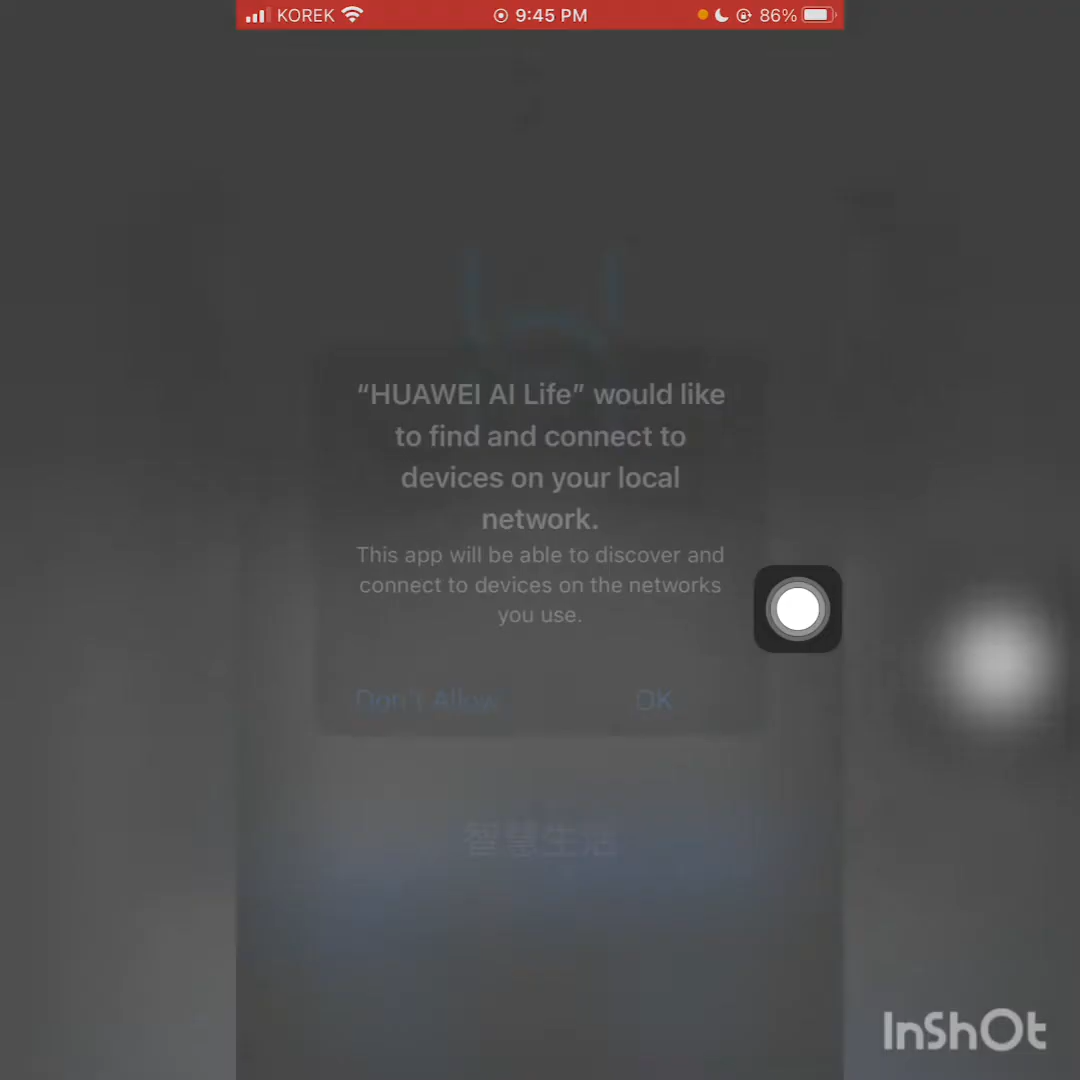 KOREK 9:45 PM 86%
“HUAWEI AI Life” would like
to find and connect to
devices on your local
network.
This app will be able to discover and
connect to devices on the networks
you use.
Don't Allow OK
智慧生活
InShOt